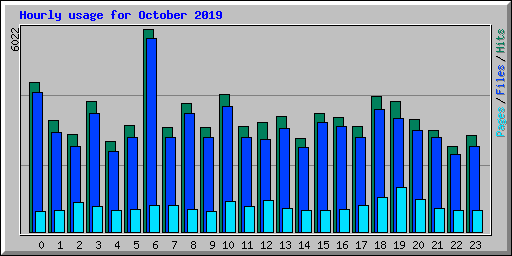 Hourly usage for October 2019
6022
Pages / Files / Hits
0 1 2 3 4 5 6 7 8 9 10 11 12 13 14 15 16 17 18 19 20 21 22 23